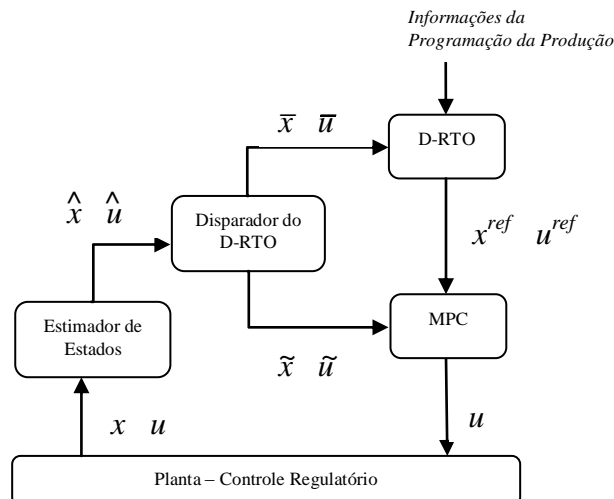 Informações da
Programação da Produção
x̅ u̅
D-RTO
x̂ û
Disparador do
D-RTO
x^ref u^ref
MPC
Estimador de
Estados
x̃ ũ
x u
u
Planta – Controle Regulatório